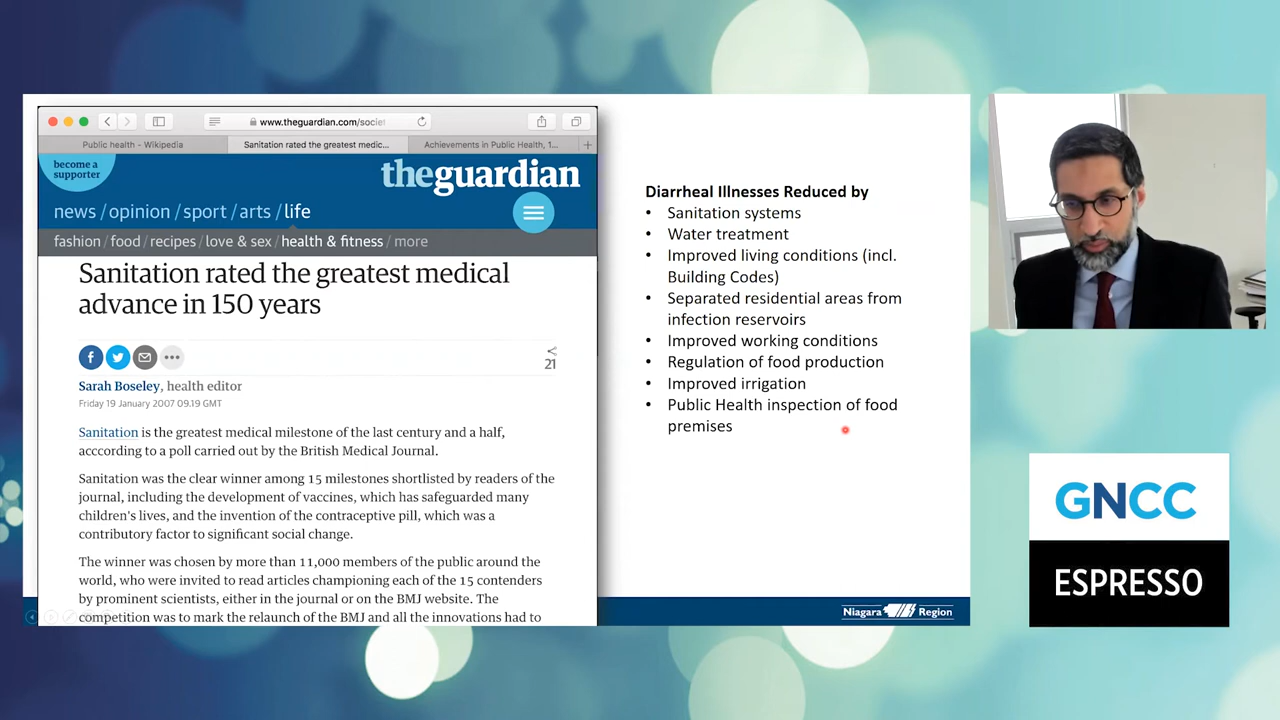 www.theguardian.com/societ
Public health - Wikipedia
Sanitation rated the greatest medic...
Achievements in Public Health, 1...
become a
supporter
theguardian
news / opinion / sport / arts / life
fashion / food / recipes / love & sex / health & fitness / more
Sanitation rated the greatest medical
advance in 150 years
21
Sarah Boseley, health editor
Friday 19 January 2007 09.19 GMT
Sanitation is the greatest medical milestone of the last century and a half,
acccording to a poll carried out by the British Medical Journal.
Sanitation was the clear winner among 15 milestones shortlisted by readers of the
journal, including the development of vaccines, which has safeguarded many
children's lives, and the invention of the contraceptive pill, which was a
contributory factor to significant social change.
The winner was chosen by more than 11,000 members of the public around the
world, who were invited to read articles championing each of the 15 contenders
by prominent scientists, either in the journal or on the BMJ website. The
competition was to mark the relaunch of the BMJ and all the innovations had to
Diarrheal Illnesses Reduced by
• Sanitation systems
• Water treatment
• Improved living conditions (incl.
Building Codes)
• Separated residential areas from
infection reservoirs
• Improved working conditions
• Regulation of food production
• Improved irrigation
• Public Health inspection of food
premises
Niagara Region
GNCC
ESPRESSO